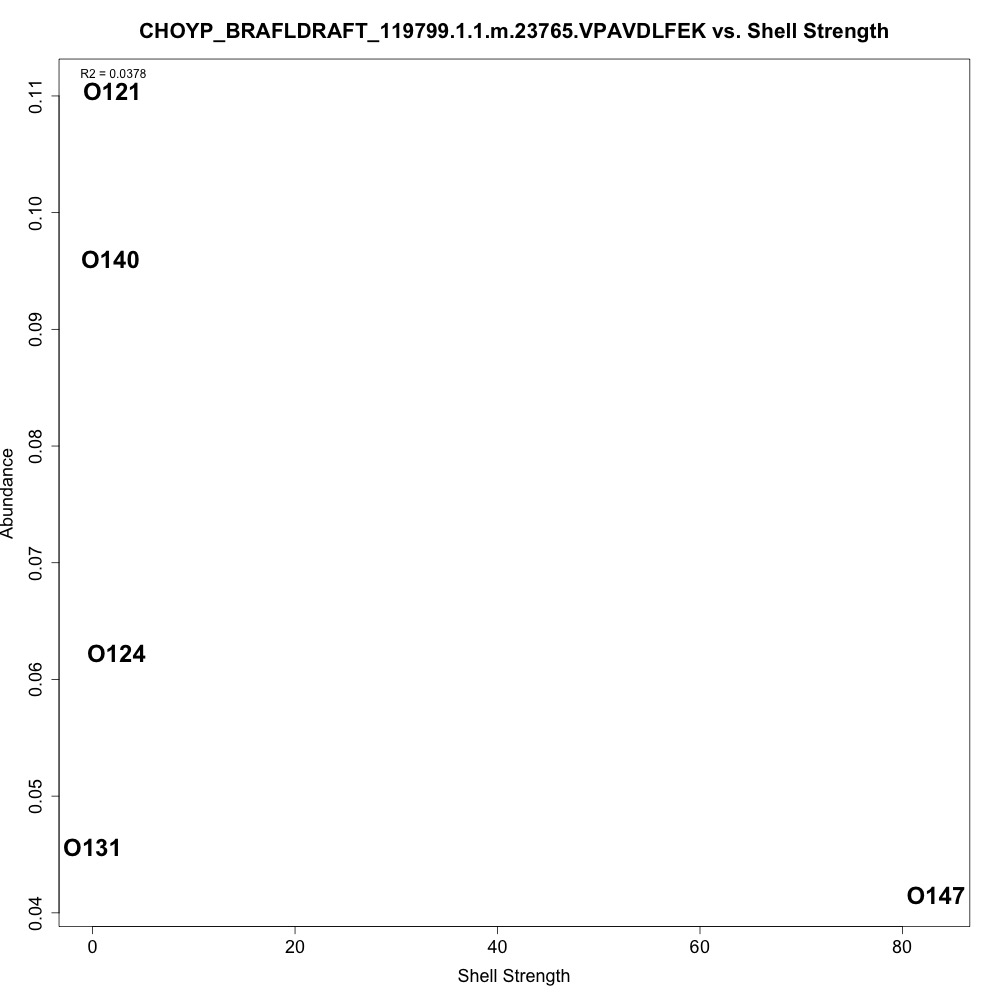 CHOYP_BRAFLDRAFT_119799.1.1.m.23765.VPAVDLFEK vs. Shell Strength
R2 = 0.0378
O121
O140
O124
O131
O147
0.11
0.10
0.09
0.08
0.07
0.06
0.05
0.04
Abundance
0 20 40 60 80
Shell Strength